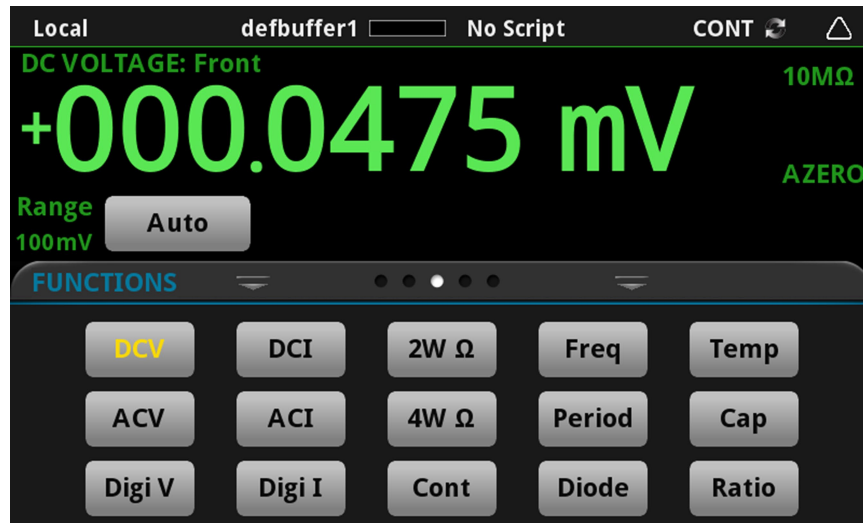 Local defbuffer1 No Script CONT
DC VOLTAGE: Front
10MΩ
+000.0475 mV
AZERO
Range
100mV
Auto
FUNCTIONS
DCV DCI 2W Ω Freq Temp
ACV ACI 4W Ω Period Cap
Digi V Digi I Cont Diode Ratio